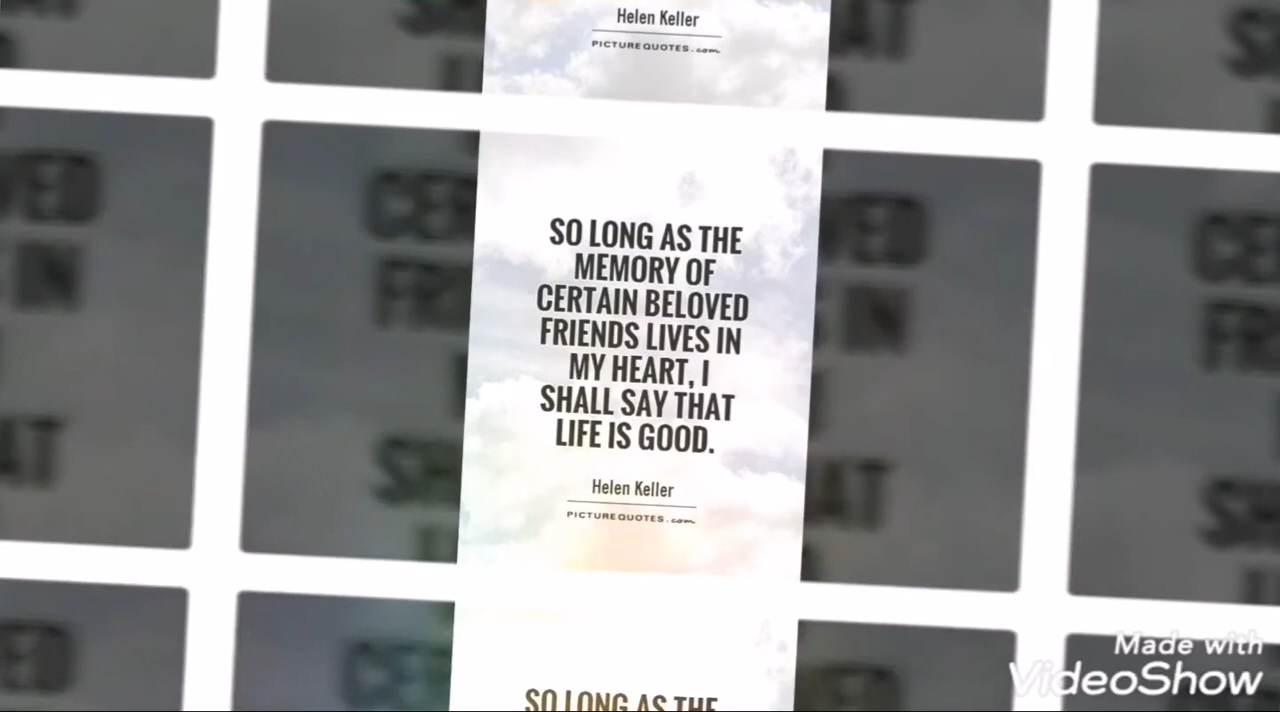 Helen Keller
PICTUREQUOTES.com
SO LONG AS THE
MEMORY OF
CERTAIN BELOVED
FRIENDS LIVES IN
MY HEART, I
SHALL SAY THAT
LIFE IS GOOD.
Helen Keller
PICTUREQUOTES.com
SO LONG AS THE
Made with
VideoShow